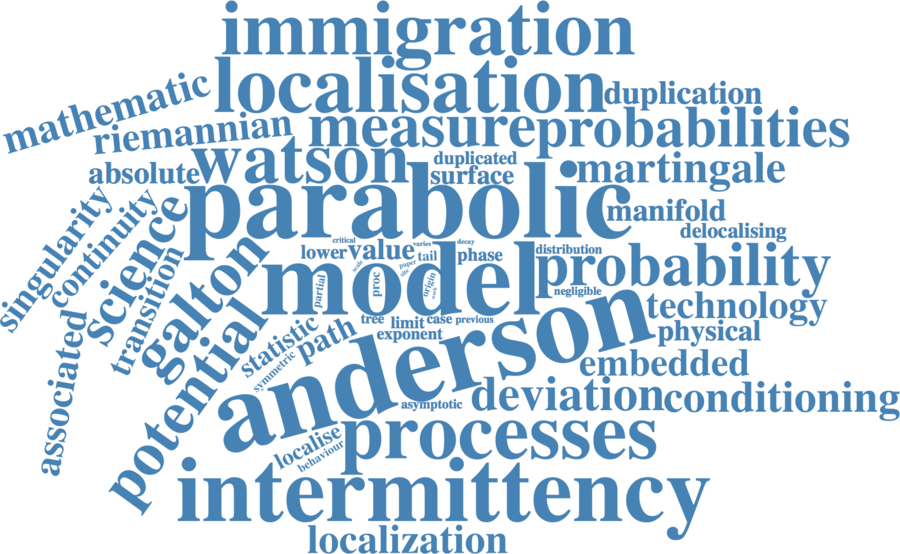 immigration
localisation
mathematic
duplication
riemannian
measure
probabilities
absolute
watson
duplicated
surface
martingale
parabolic
manifold
delocalising
singularity
continuity
science
transition
galton
critical
lower
value
varies
tail
decay
phase
distribution
scale
paper
site
partial
proc
origin
work
model
probability
negligible
technology
physical
associated
potential
statistic
symmetric
path
tree
limit
case
previous
exponent
anderson
embedded
asymptotic
deviation
conditioning
localise
behaviour
processes
intermittency
localization